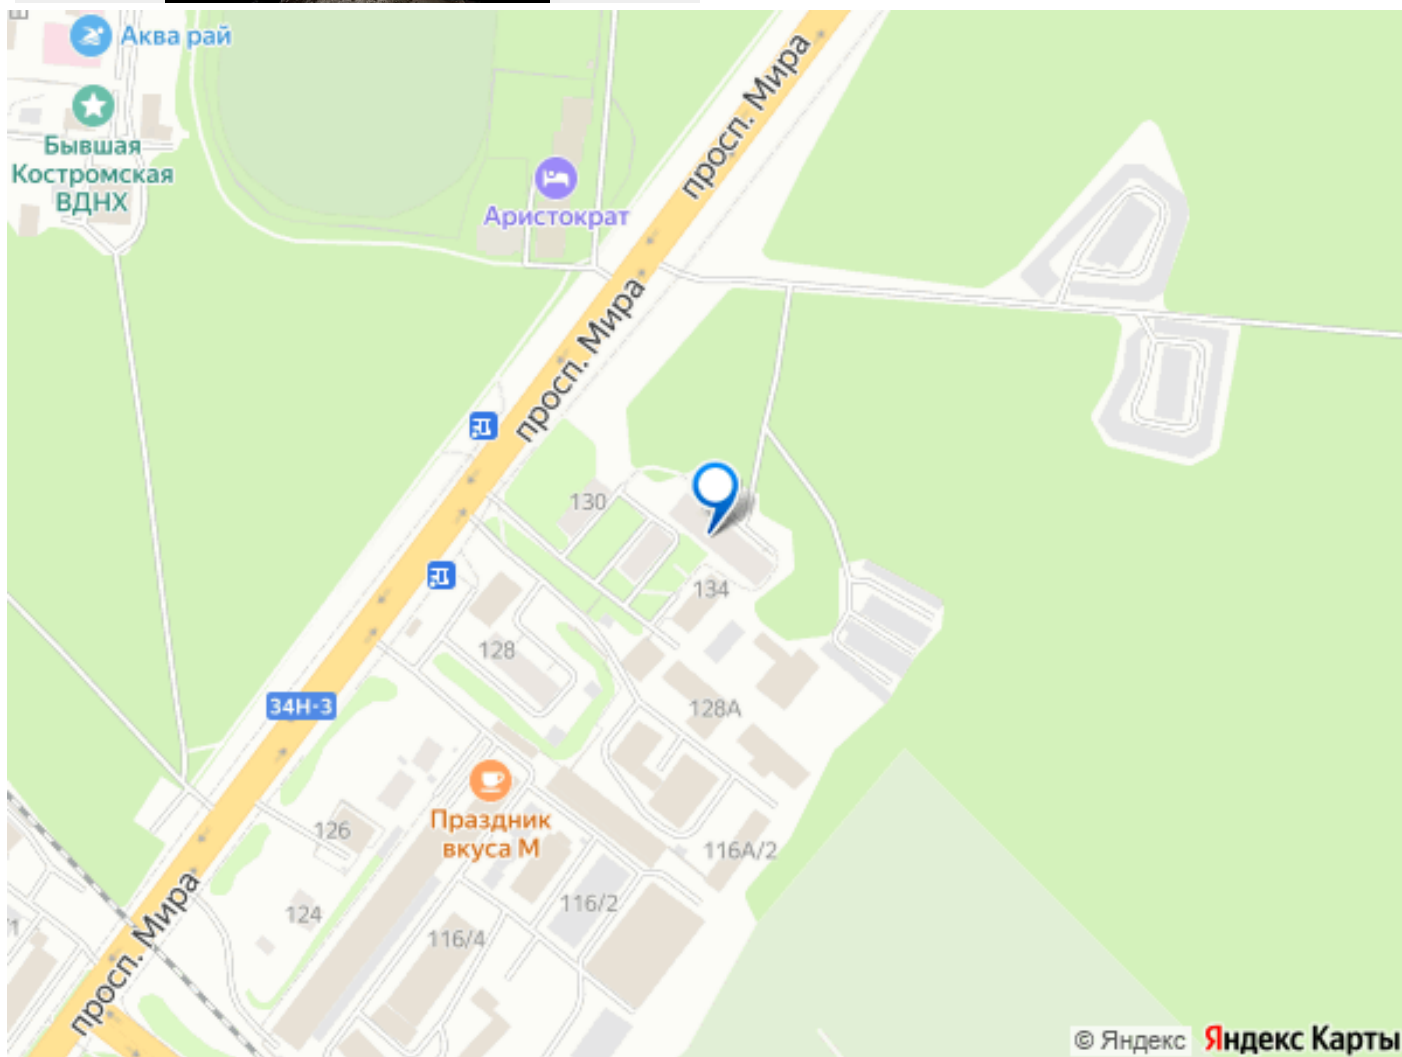 Аква рай
Бывшая
Костромская
ВДНХ
Аристократ
просп. Мира
просп. Мира
130
134
128
128А
34Н-3
Праздник
вкуса М
126
116А/2
124
116/2
116/4
просп. Мира
© Яндекс Яндекс Карты